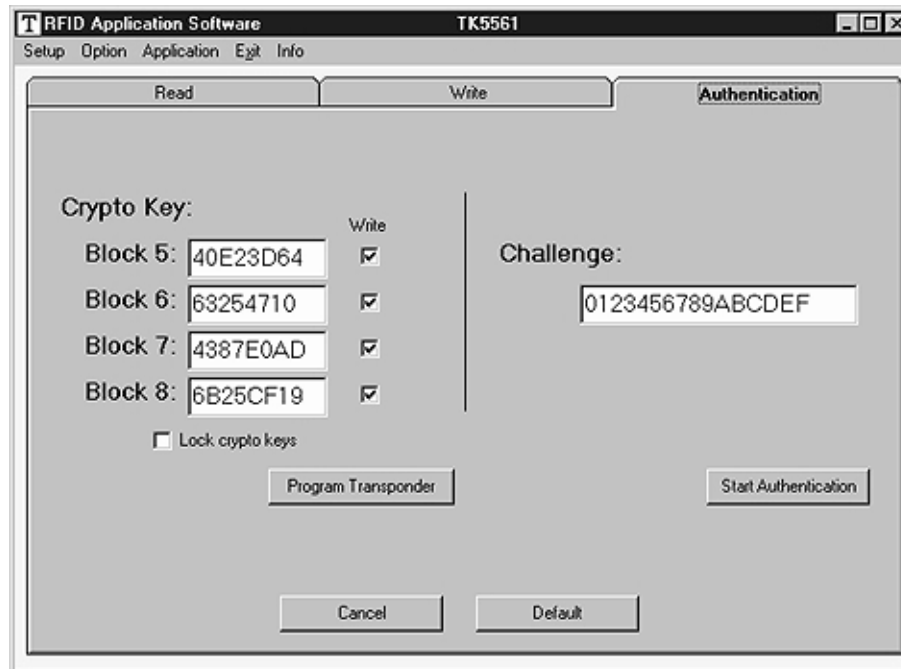 T RFID Application Software TK5561
Setup Option Application Exit Info
Read Write Authentication
Crypto Key:
Write
Block 5: 40E23D64
Block 6: 63254710
Block 7: 4387E0AD
Block 8: 6B25CF19
Lock crypto keys
Program Transponder
Challenge:
0123456789ABCDEF
Start Authentication
Cancel Default